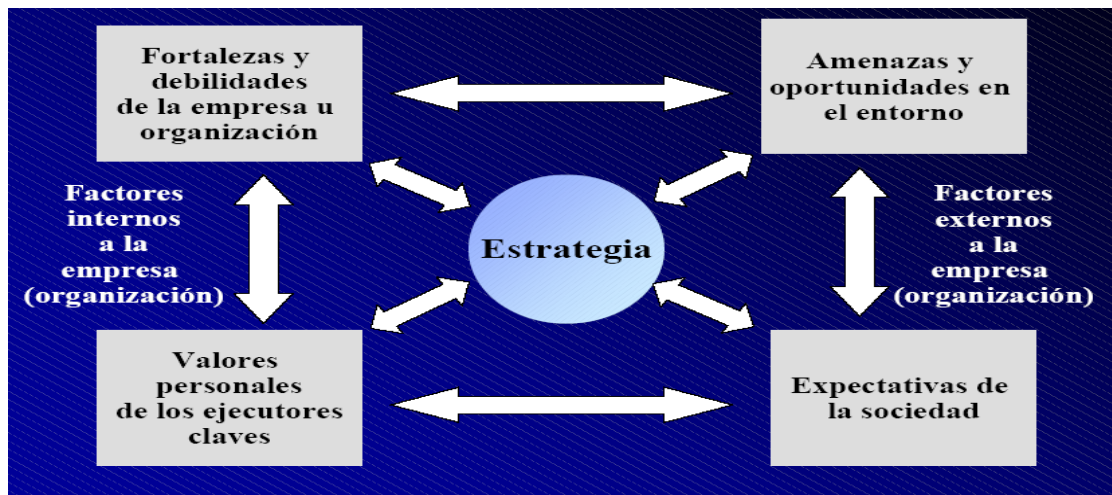 Fortalezas y
debilidades
de la empresa u
organización
Amenazas y
oportunidades en
el entorno
Factores
internos
a la
empresa
(organización)
Estrategia
Factores
externos
a la
empresa
(organización)
Valores
personales
de los ejecutores
claves
Expectativas de
la sociedad